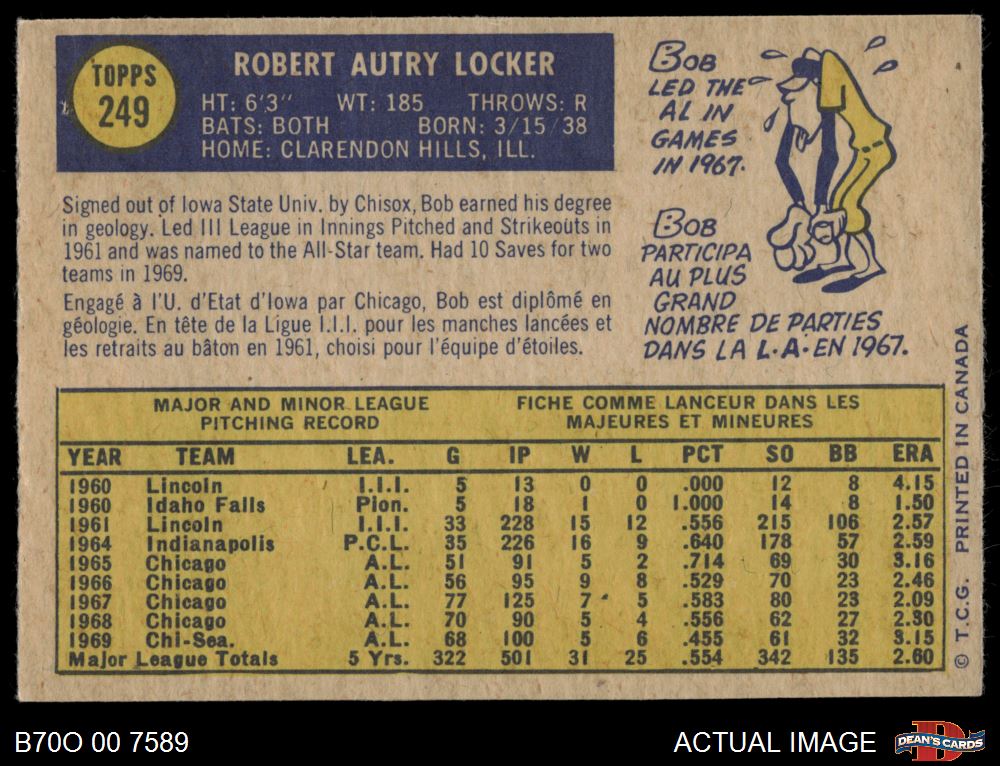 TOPPS
249
ROBERT AUTRY LOCKER
HT: 6'3" WT: 185 THROWS: R
BATS: BOTH BORN: 3/15/38
HOME: CLARENDON HILLS, ILL.
Signed out of Iowa State Univ. by Chisox, Bob earned his degree
in geology. Led III League in Innings Pitched and Strikeouts in
1961 and was named to the All-Star team. Had 10 Saves for two
teams in 1969.
Engagé à l'U. d'Etat d'Iowa par Chicago, Bob est diplômé en
géologie. En tête de la Ligue I.I.I. pour les manches lancées et
les retraits au bâton en 1961, choisi pour l'équipe d'étoiles.
BOB
LED THE
AL IN
GAMES
IN 1967.
BOB
PARTICIPA
AU PLUS
GRAND
NOMBRE DE PARTIES
DANS LA L.A. EN 1967.
MAJOR AND MINOR LEAGUE
PITCHING RECORD
FICHE COMME LANCEUR DANS LES
MAJEURES ET MINEURES
YEAR TEAM LEA. G IP W L PCT SO BB ERA
1960 Lincoln I.I.I. 5 13 0 0 .000 12 8 4.15
1960 Idaho Falls Pion. 5 18 1 0 1.000 14 8 1.50
1961 Lincoln I.I.I. 33 228 15 12 .556 215 106 2.57
1964 Indianapolis P.C.L. 35 226 16 9 .640 178 57 2.59
1965 Chicago A.L. 51 91 5 2 .714 69 30 3.16
1966 Chicago A.L. 56 95 9 8 .529 70 23 2.46
1967 Chicago A.L. 77 125 7 5 .583 80 23 2.09
1968 Chicago A.L. 70 90 5 4 .556 62 27 2.30
1969 Chi-Sea. A.L. 68 100 5 6 .455 61 32 3.15
Major League Totals 5 Yrs. 322 501 31 25 .554 342 135 2.60
© T.C.G. PRINTED IN CANADA
B70O 00 7589
ACTUAL IMAGE
DEAN'S CARDS